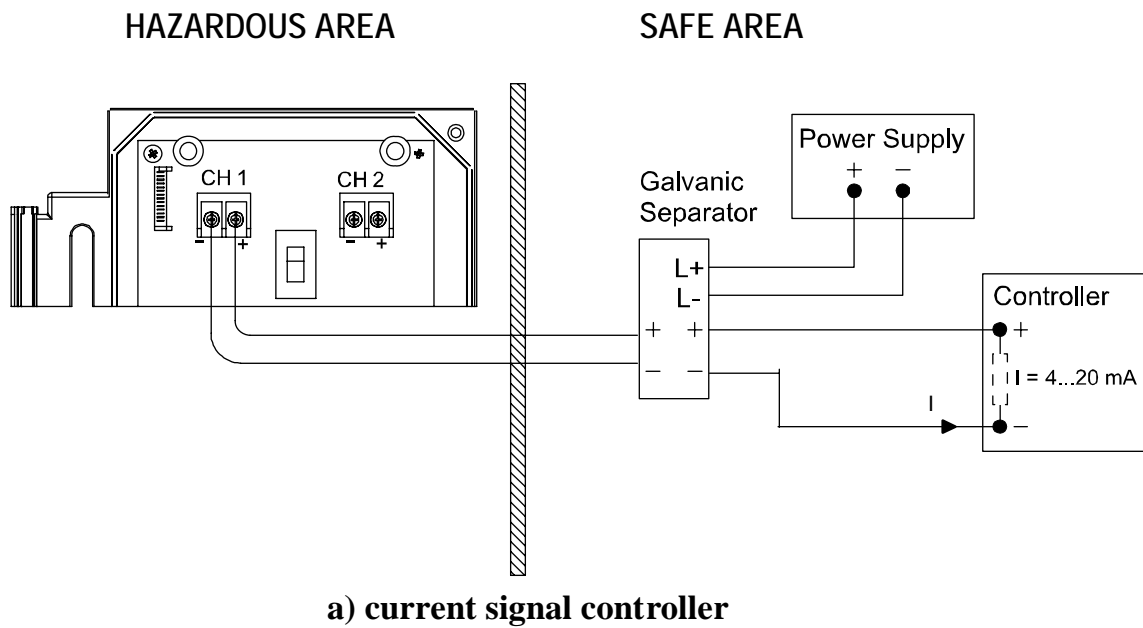 HAZARDOUS AREA
SAFE AREA
CH 1
- +
CH 2
- +
Galvanic
Separator
Power Supply
+ −
L+
L-
+ +
− −
Controller
+
I = 4...20 mA
−
I
a) current signal controller